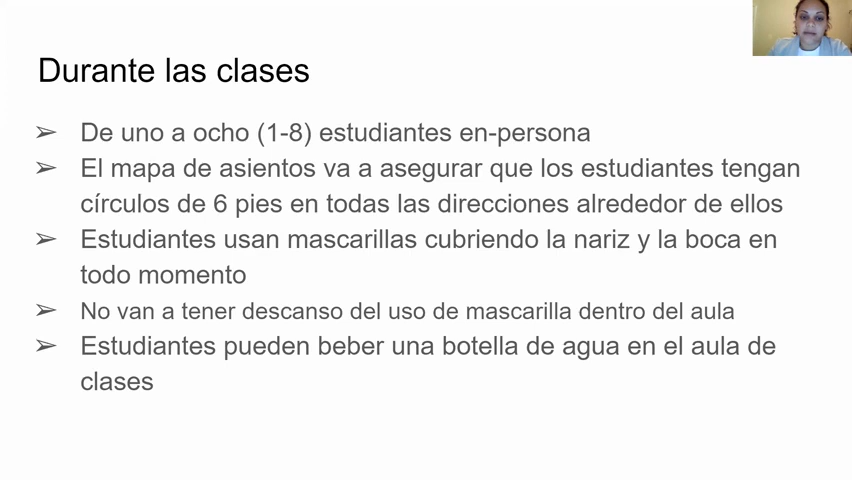 Durante las clases
➢ De uno a ocho (1-8) estudiantes en-persona
➢ El mapa de asientos va a asegurar que los estudiantes tengan
círculos de 6 pies en todas las direcciones alrededor de ellos
➢ Estudiantes usan mascarillas cubriendo la nariz y la boca en
todo momento
➢ No van a tener descanso del uso de mascarilla dentro del aula
➢ Estudiantes pueden beber una botella de agua en el aula de
clases